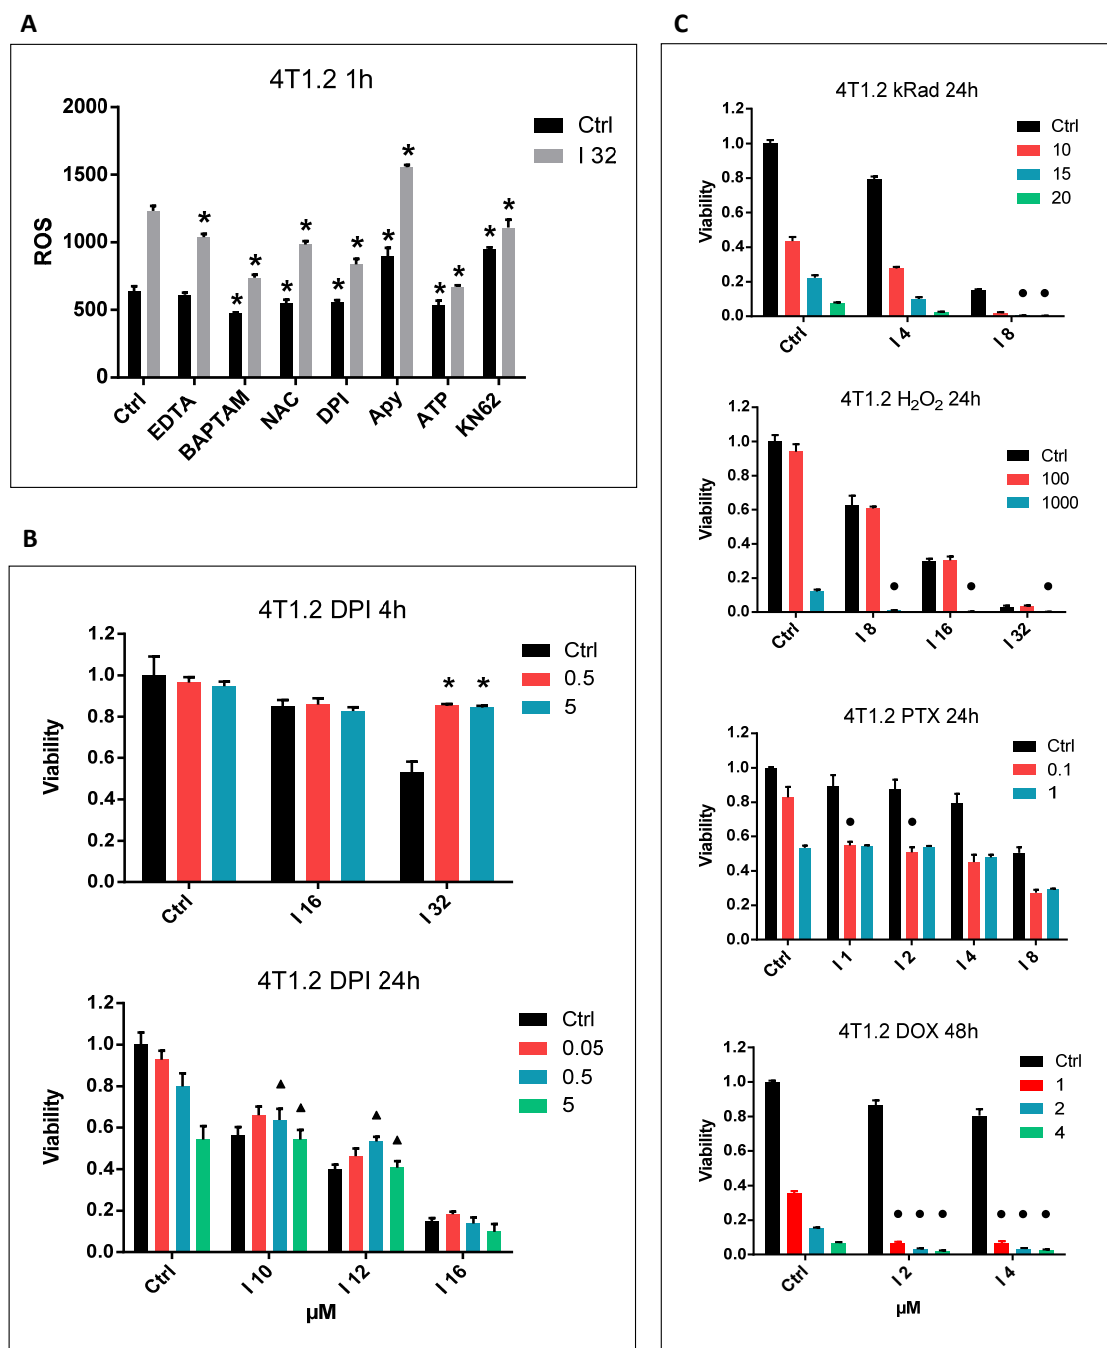 A
4T1.2 1h
ROS
2000
1500
1000
500
0
Ctrl
I 32
* * * * * * * * * * * * *
Ctrl EDTA BAPTAM NAC DPI Apy ATP KN62
B
4T1.2 DPI 4h
Viability
1.2
1.0
0.8
0.6
0.4
0.2
0.0
Ctrl
0.5
5
* *
Ctrl I 16 I 32
4T1.2 DPI 24h
Viability
1.2
1.0
0.8
0.6
0.4
0.2
0.0
Ctrl
0.05
0.5
5
Ctrl I 10 I 12 I 16
µM
C
4T1.2 kRad 24h
Viability
1.2
1.0
0.8
0.6
0.4
0.2
0.0
Ctrl
10
15
20
Ctrl I 4 I 8
4T1.2 H₂O₂ 24h
Viability
1.2
1.0
0.8
0.6
0.4
0.2
0.0
Ctrl
100
1000
Ctrl I 8 I 16 I 32
4T1.2 PTX 24h
Viability
1.2
1.0
0.8
0.6
0.4
0.2
0.0
Ctrl
0.1
1
Ctrl I 1 I 2 I 4 I 8
4T1.2 DOX 48h
Viability
1.2
1.0
0.8
0.6
0.4
0.2
0.0
Ctrl
1
2
4
Ctrl I 2 I 4
µM